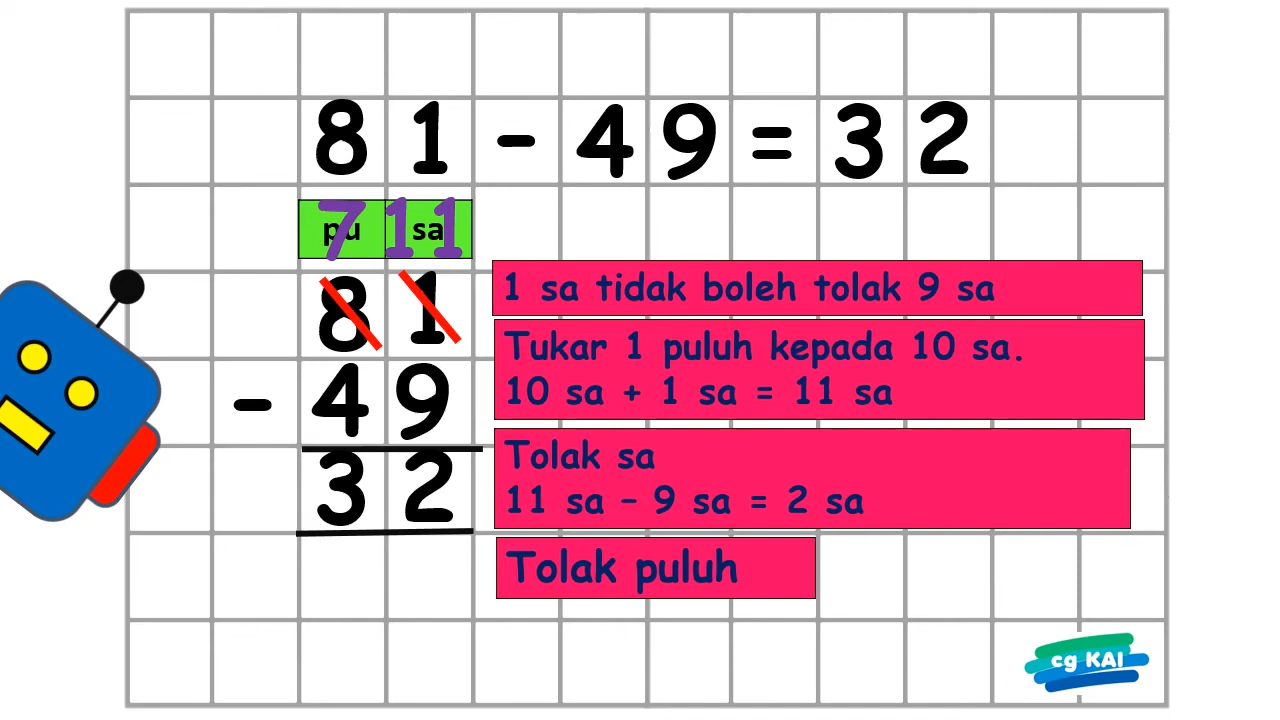 81 - 49 = 32
pu sa
7 11
81
- 49
32
1 sa tidak boleh tolak 9 sa
Tukar 1 puluh kepada 10 sa.
10 sa + 1 sa = 11 sa
Tolak sa
11 sa – 9 sa = 2 sa
Tolak puluh
cg KAI